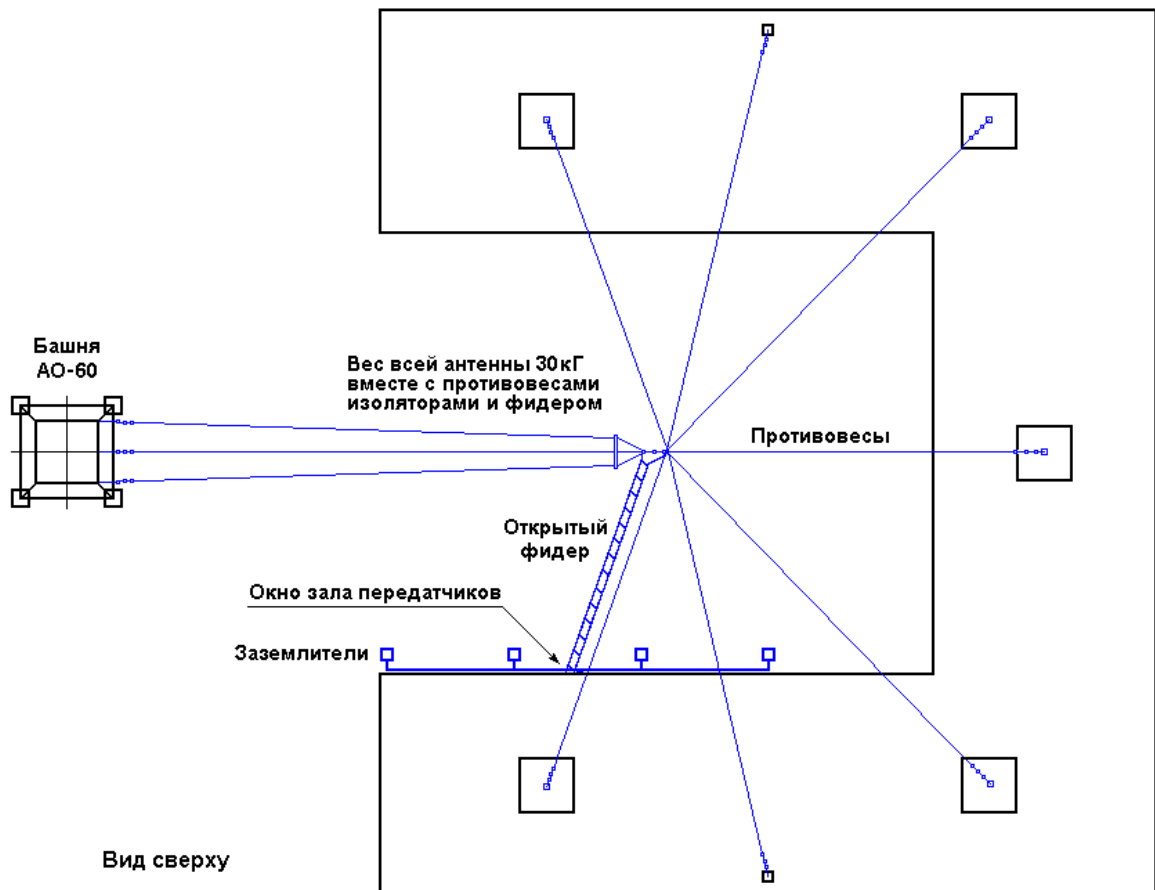 Башня
АО-60
Вес всей антенны 30кГ
вместе с противовесами
изоляторами и фидером
Противовесы
Открытый
фидер
Окно зала передатчиков
Заземлители
Вид сверху